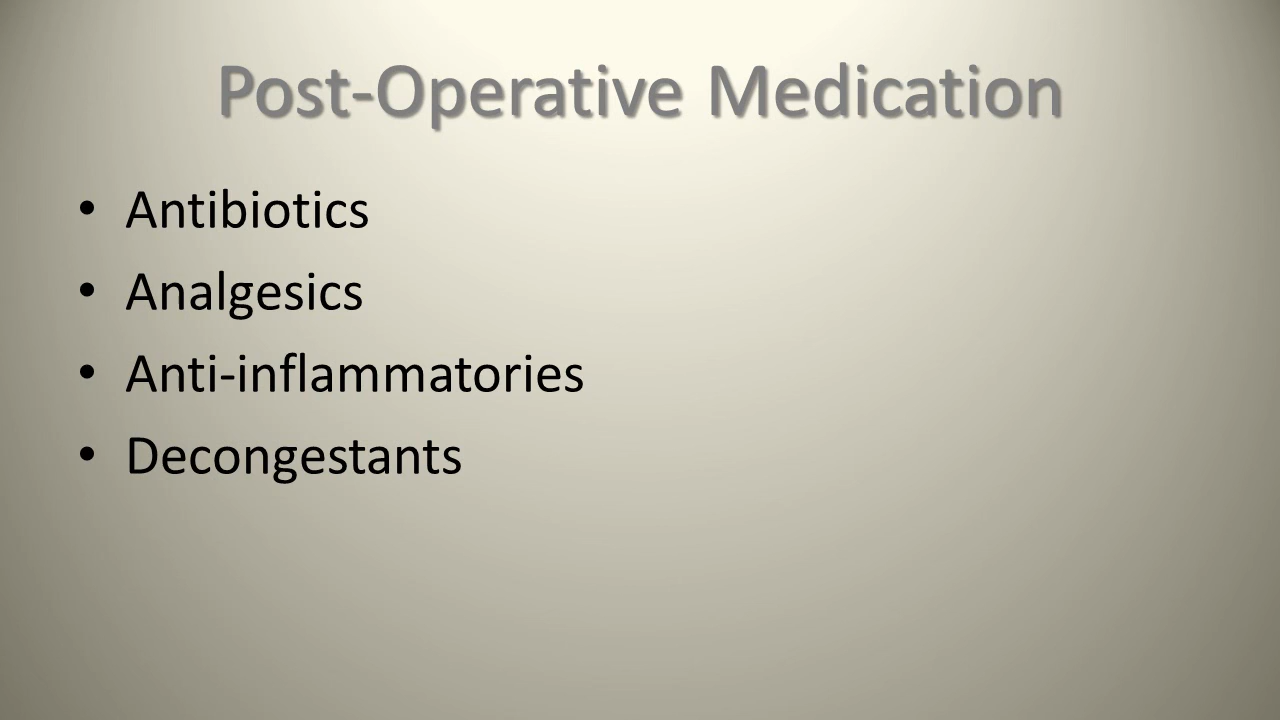 Post-Operative Medication
• Antibiotics
• Analgesics
• Anti-inflammatories
• Decongestants